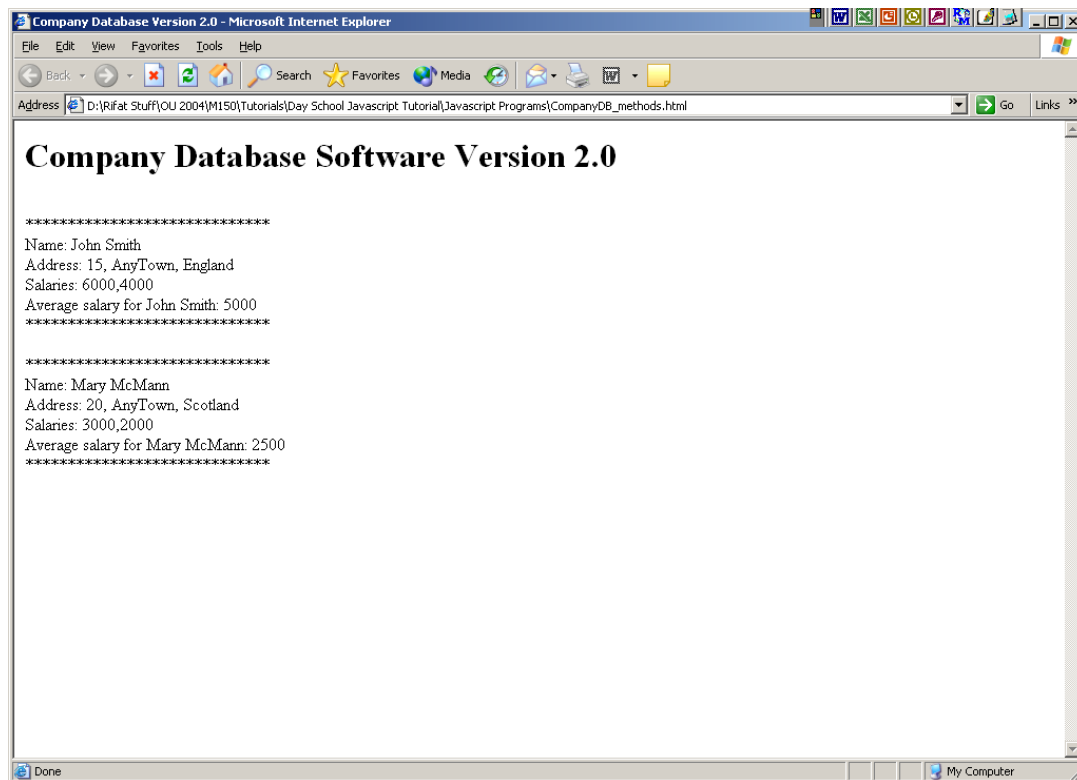 Company Database Version 2.0 - Microsoft Internet Explorer
File Edit View Favorites Tools Help
Back Search Favorites Media
Address D:\Rifat Stuff\OU 2004\M150\Tutorials\Day School Javascript Tutorial\Javascript Programs\CompanyDB_methods.html Go Links »
Company Database Software Version 2.0
*****************************
Name: John Smith
Address: 15, AnyTown, England
Salaries: 6000,4000
Average salary for John Smith: 5000
*****************************
*****************************
Name: Mary McMann
Address: 20, AnyTown, Scotland
Salaries: 3000,2000
Average salary for Mary McMann: 2500
*****************************
Done My Computer